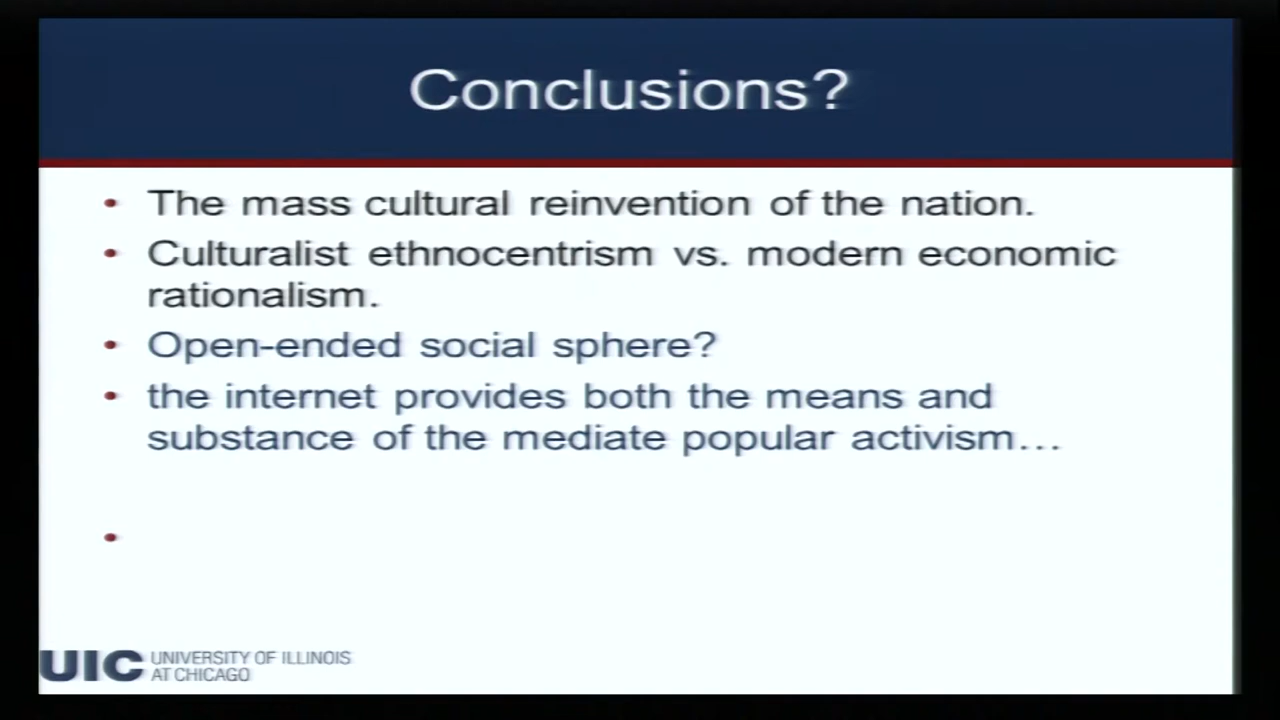 Conclusions?
• The mass cultural reinvention of the nation.
• Culturalist ethnocentrism vs. modern economic
rationalism.
• Open-ended social sphere?
• the internet provides both the means and
substance of the mediate popular activism…
•
UIC UNIVERSITY OF ILLINOIS
AT CHICAGO